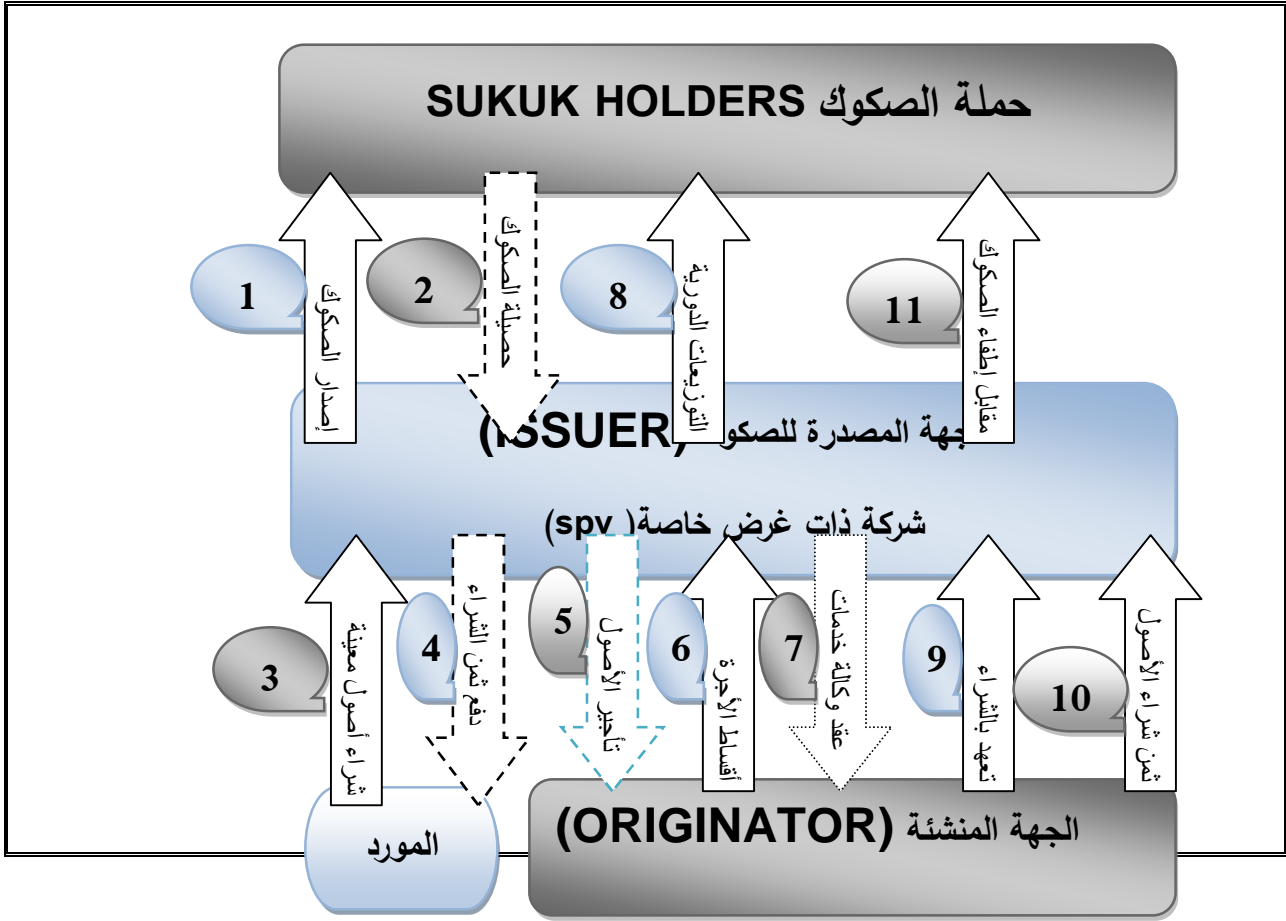 حملة الصكوك SUKUK HOLDERS
1
إصدار الصكوك
2
حصيلة الصكوك
8
التوزيعات الدورية
11
مقابل إطفاء الصكوك
جهة المصدرة للصكو (ISSUER)
شركة ذات غرض خاصة( spv)
3
شراء أصول معينة
4
دفع ثمن الشراء
5
تأجير الأصول
6
أقساط الأجرة
7
عقد وكالة خدمات
9
تعهد بالشراء
10
ثمن شراء الأصول
المورد
الجهة المنشئة (ORIGINATOR)